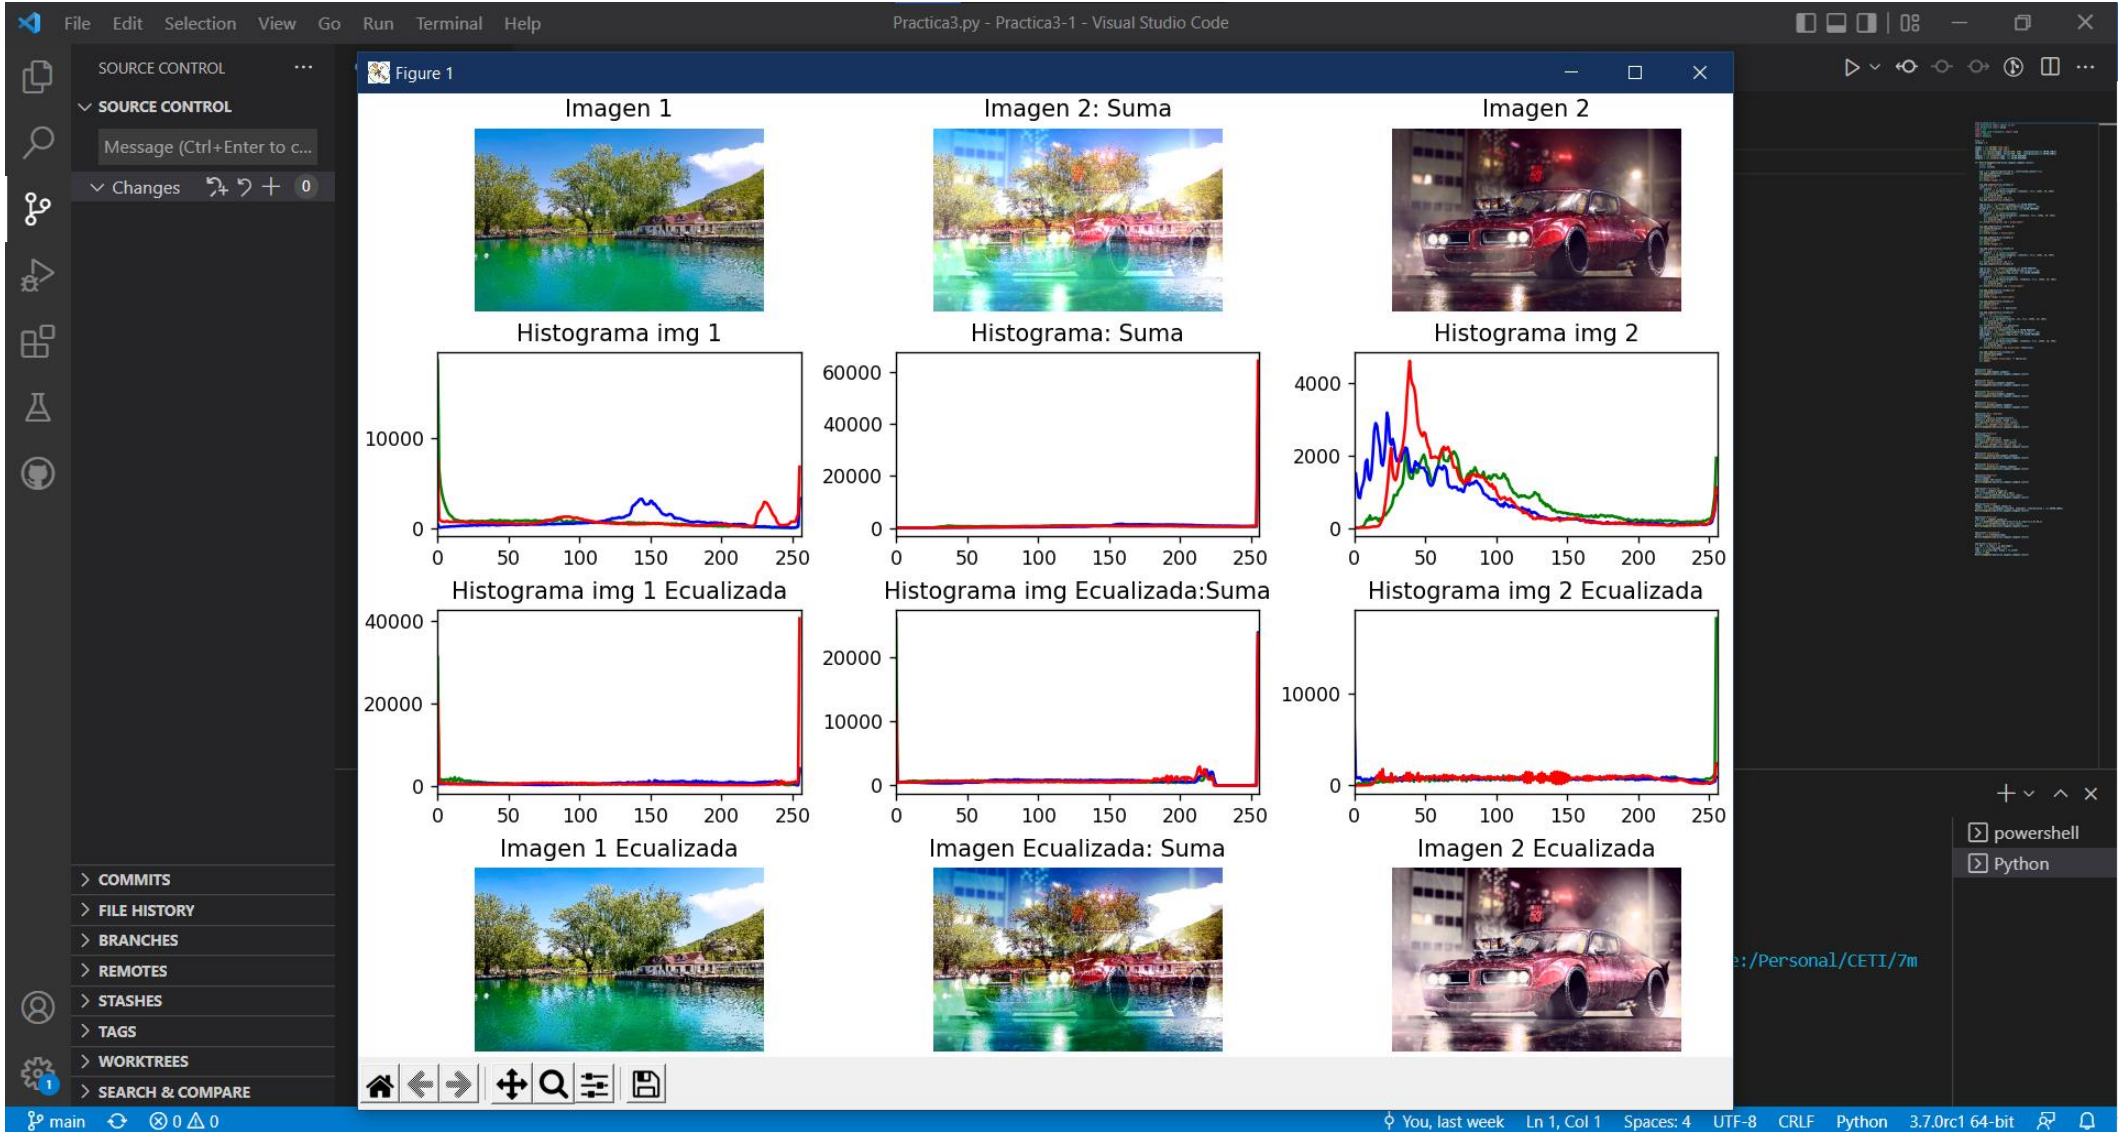 File Edit Selection View Go Run Terminal Help
Practica3.py - Practica3-1 - Visual Studio Code
SOURCE CONTROL
SOURCE CONTROL
Message (Ctrl+Enter to c...
Changes 0
COMMITS
FILE HISTORY
BRANCHES
REMOTES
STASHES
TAGS
WORKTREES
SEARCH & COMPARE
Figure 1
Imagen 1
Imagen 2: Suma
Imagen 2
53
Histograma img 1
10000
0
0 50 100 150 200 250
Histograma: Suma
60000
40000
20000
0
0 50 100 150 200 250
Histograma img 2
4000
2000
0
0 50 100 150 200 250
Histograma img 1 Ecualizada
40000
20000
0
0 50 100 150 200 250
Histograma img Ecualizada:Suma
20000
10000
0
0 50 100 150 200 250
Histograma img 2 Ecualizada
10000
0
0 50 100 150 200 250
Imagen 1 Ecualizada
Imagen Ecualizada: Suma
Imagen 2 Ecualizada
53
powershell
Python
e:/Personal/CETI/7m
1
main 0 0
You, last week Ln 1, Col 1 Spaces: 4 UTF-8 CRLF Python 3.7.0rc1 64-bit